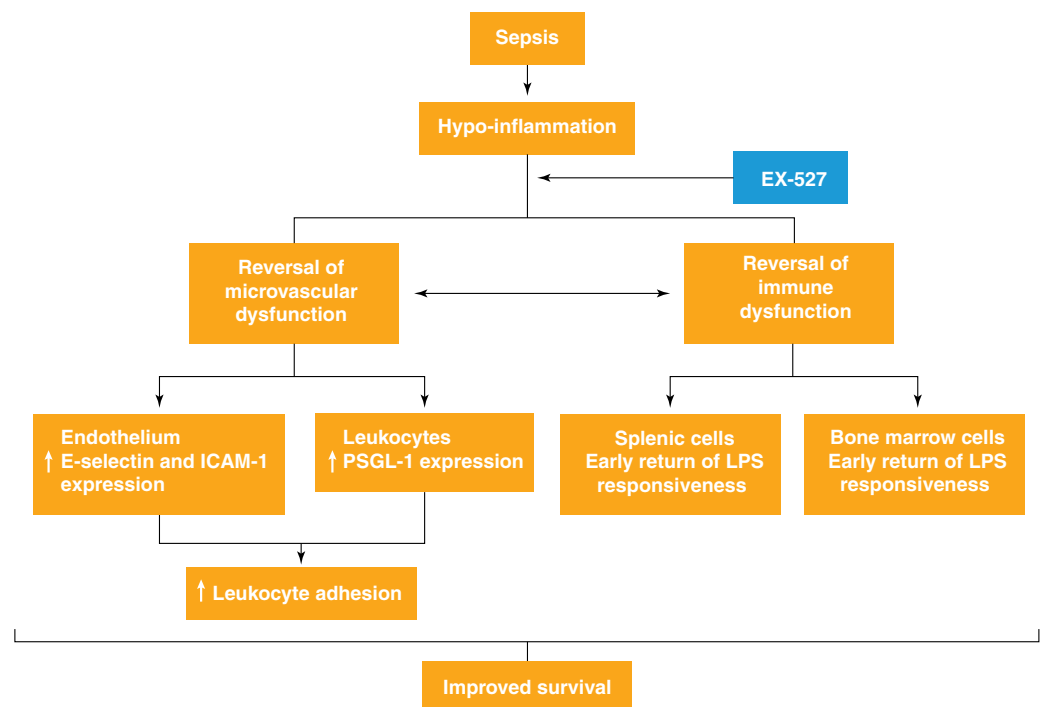 Sepsis
Hypo-inflammation
EX-527
Reversal of
microvascular
dysfunction
Reversal of
immune
dysfunction
Endothelium
↑ E-selectin and ICAM-1
expression
Leukocytes
↑ PSGL-1 expression
Splenic cells
Early return of LPS
responsiveness
Bone marrow cells
Early return of LPS
responsiveness
↑ Leukocyte adhesion
Improved survival